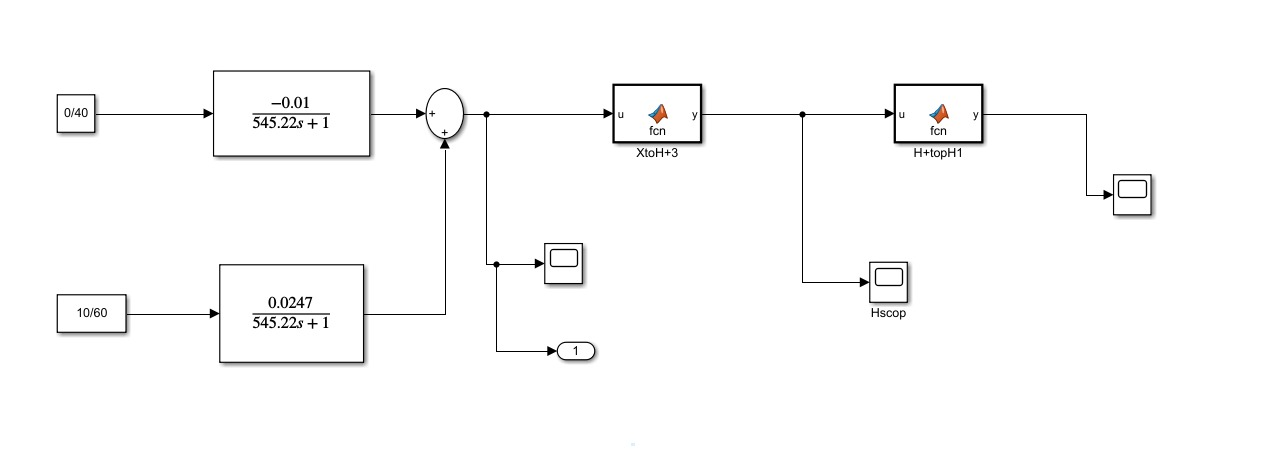 0/40
−0.01
545.22s + 1
+
+
u
y
fcn
XtoH+3
u
y
fcn
H+topH1
10/60
0.0247
545.22s + 1
1
Hscop